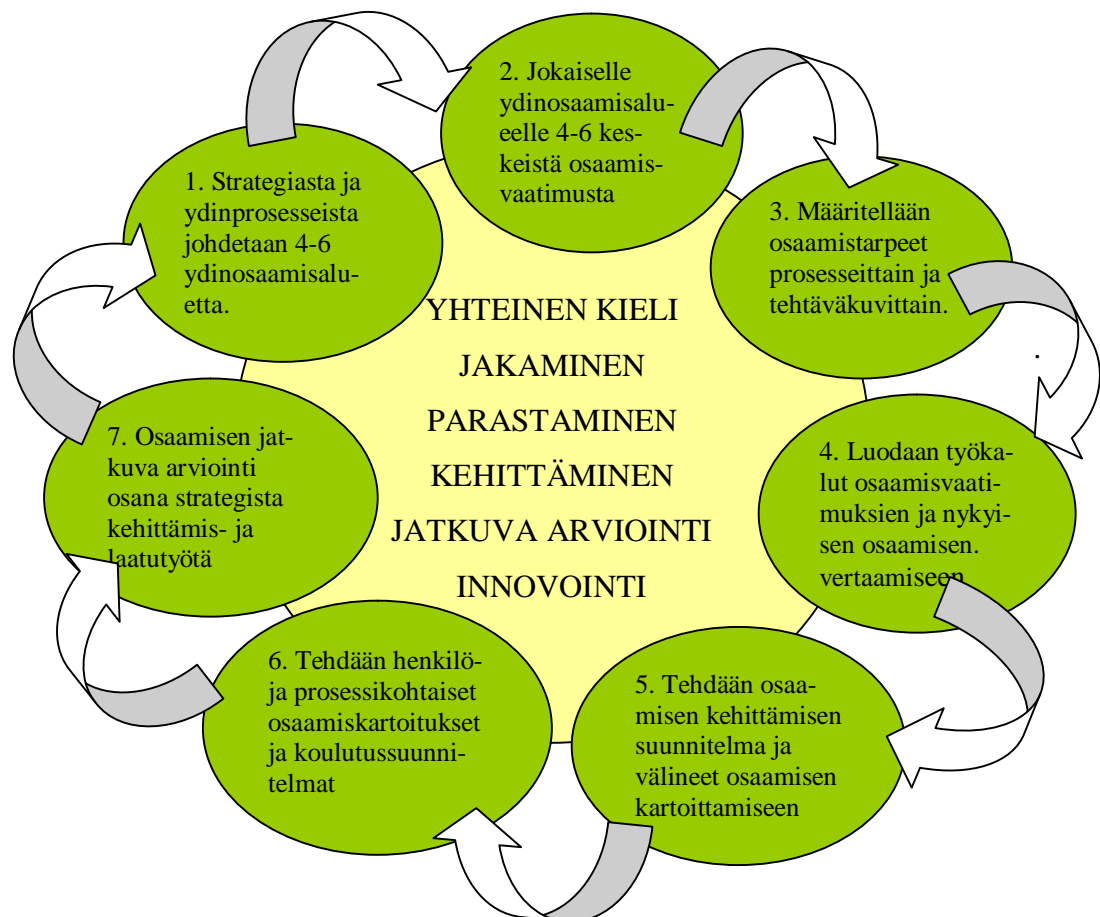 1. Strategiasta ja
ydinprosesseista
johdetaan 4-6
ydinosaamisalu-
etta.
2. Jokaiselle
ydinosaamisalu-
eelle 4-6 kes-
keistä osaamis-
vaatimusta
3. Määritellään
osaamistarpeet
prosesseittain ja
tehtäväkuvittain.
.
4. Luodaan työka-
lut osaamisvaati-
muksien ja nykyi-
sen osaamisen.
vertaamiseen
5. Tehdään osaa-
misen kehittämisen
suunnitelma ja
välineet osaamisen
kartoittamiseen
6. Tehdään henkilö-
ja prosessikohtaiset
osaamiskartoitukset
ja koulutussuunni-
telmat
7. Osaamisen jat-
kuva arviointi
osana strategista
kehittämis- ja
laatutyötä
YHTEINEN KIELI
JAKAMINEN
PARASTAMINEN
KEHITTÄMINEN
JATKUVA ARVIOINTI
INNOVOINTI